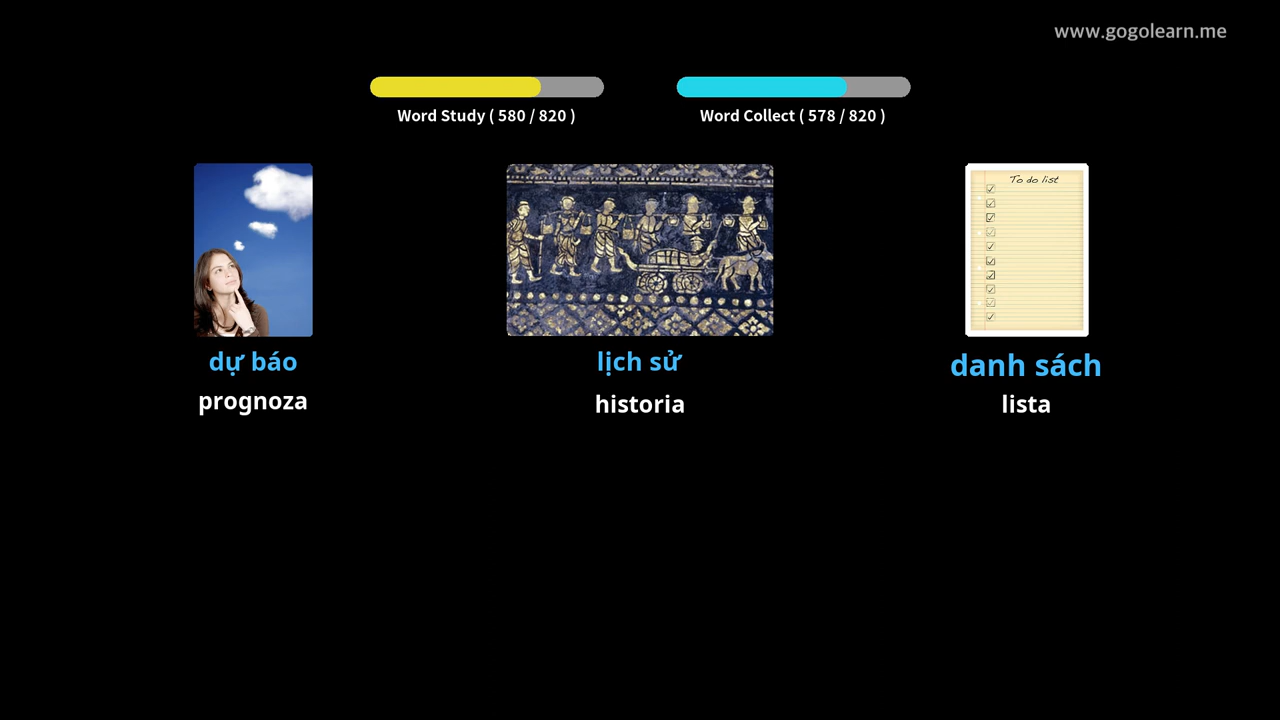 www.gogolearn.me
Word Study ( 580 / 820 )
Word Collect ( 578 / 820 )
To do list
dự báo
lịch sử
danh sách
prognoza
historia
lista